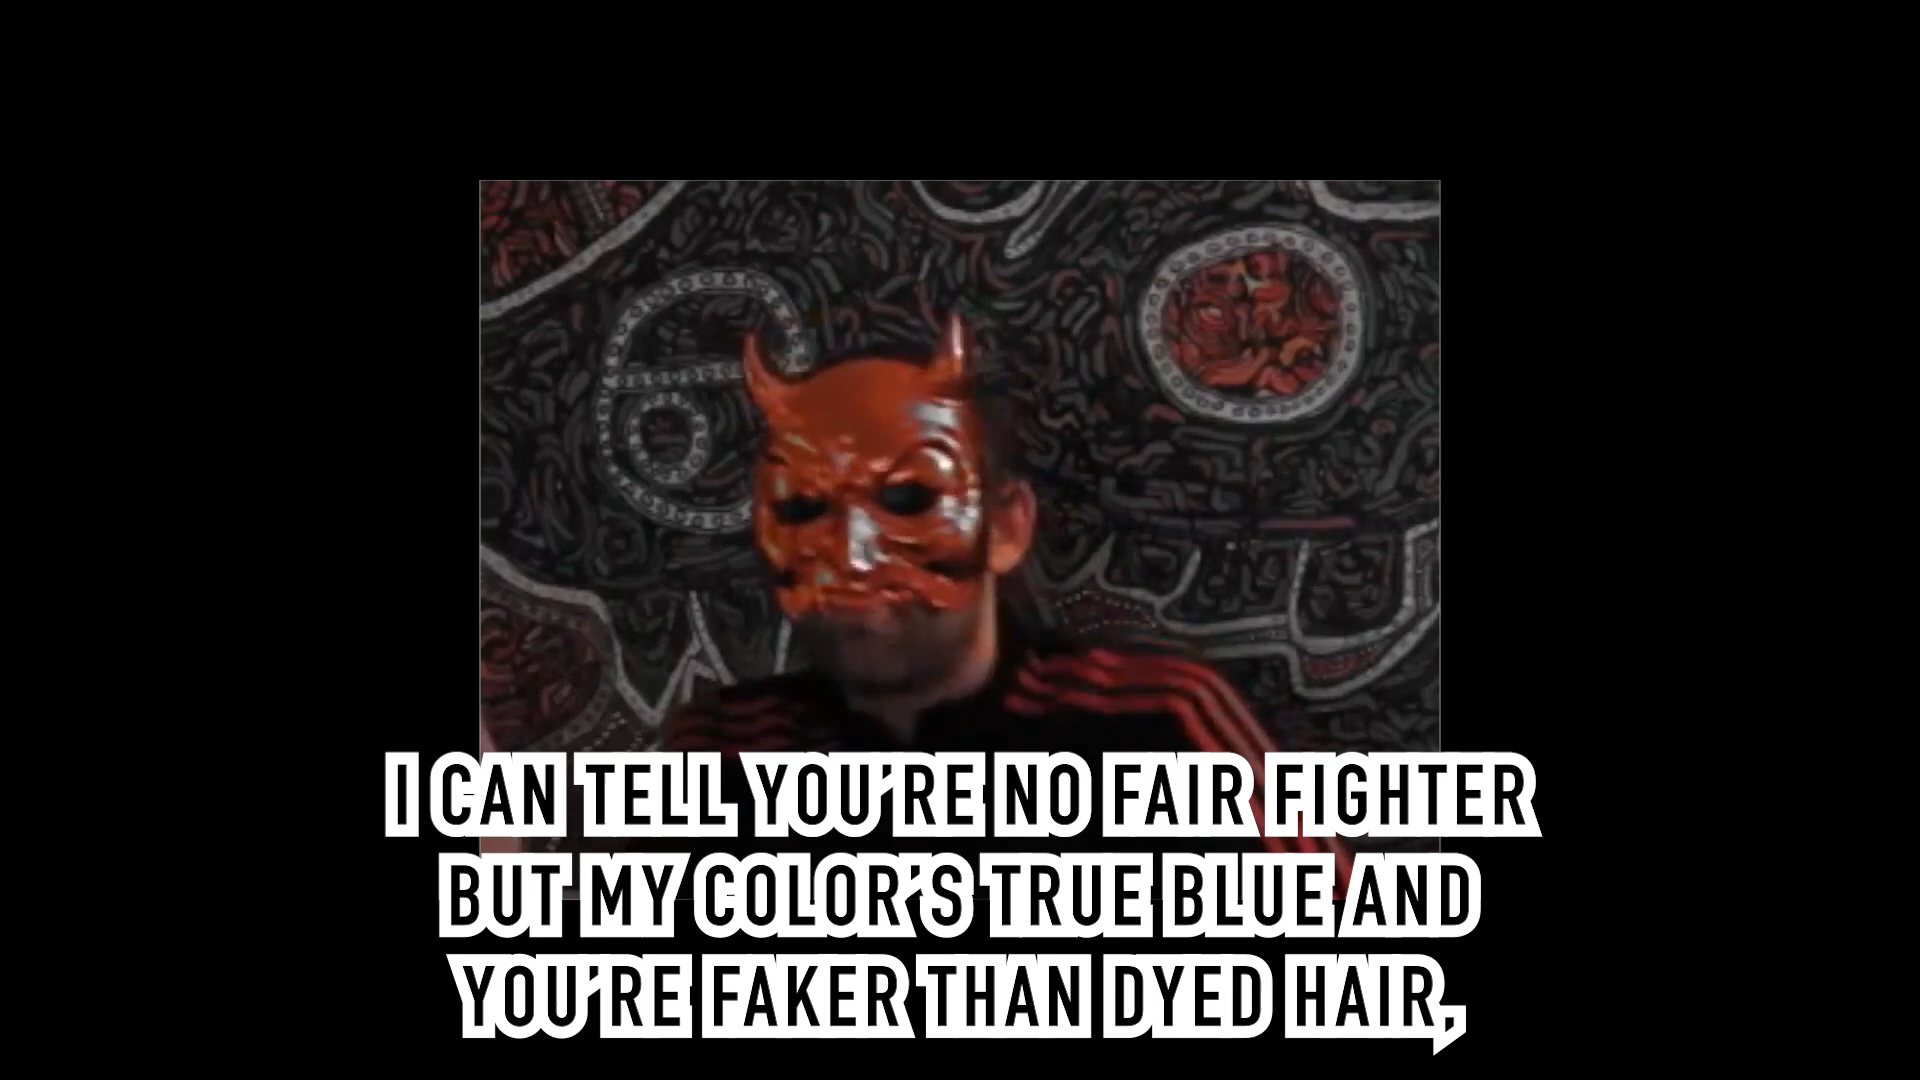 I CAN TELL YOU'RE NO FAIR FIGHTER
BUT MY COLOR'S TRUE BLUE AND
YOU'RE FAKER THAN DYED HAIR,